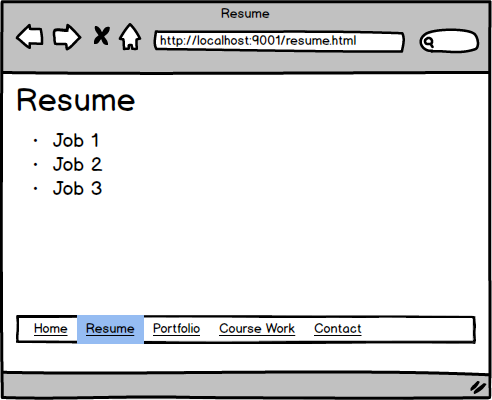 Resume
http://localhost:9001/resume.html
Resume
• Job 1
• Job 2
• Job 3
Home Resume Portfolio Course Work Contact